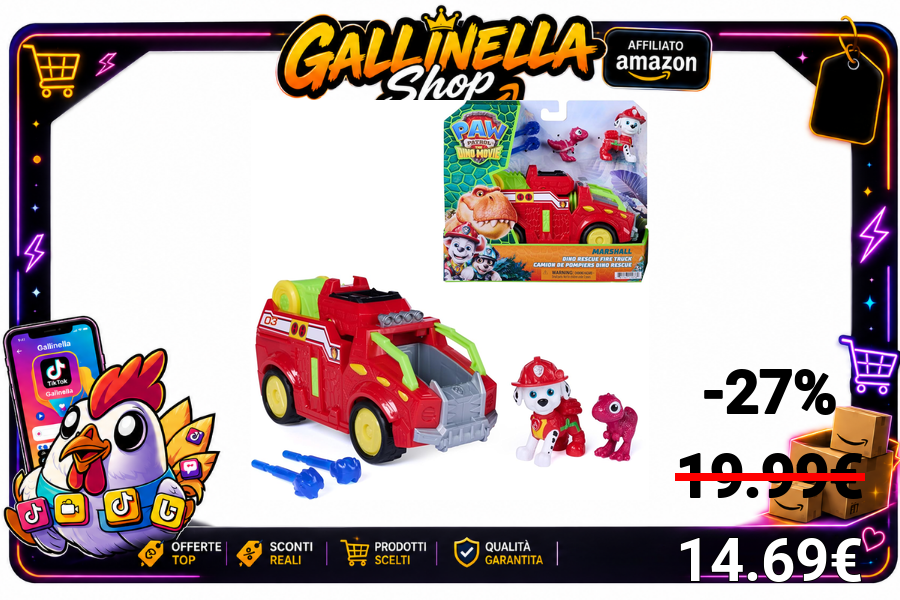 GALLINELLA
Shop
AFFILIATO
amazon
PAW
PATROL
DINO MOVIE
MARSHALL
DINO RESCUE FIRE TRUCK
CAMION DE POMPIERS DINO RESCUE
WARNING:
03
Gallinella
TikTok
Gallinella
-27%
19.99€
14.69€
OFFERTE
TOP
SCONTI
REALI
PRODOTTI
SCELTI
QUALITÀ
GARANTITA